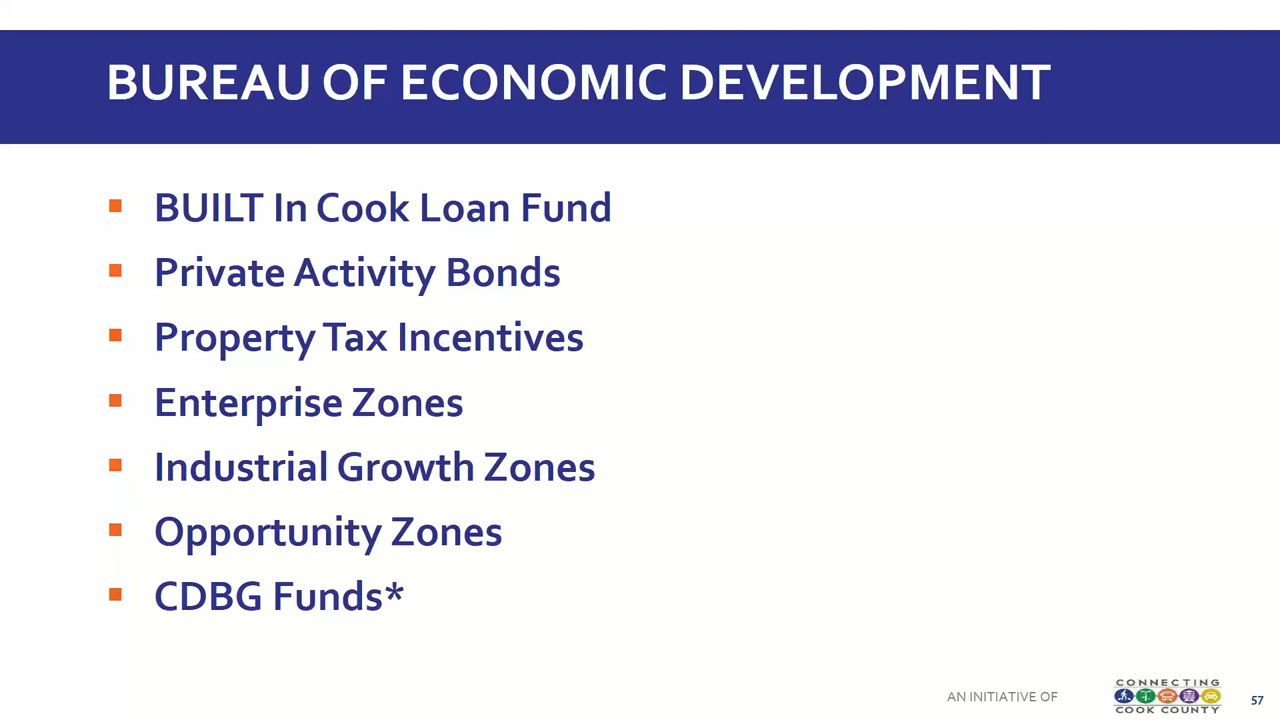 BUREAU OF ECONOMIC DEVELOPMENT
BUILT In Cook Loan Fund
Private Activity Bonds
Property Tax Incentives
Enterprise Zones
Industrial Growth Zones
Opportunity Zones
CDBG Funds*
AN INITIATIVE OF
CONNECTING
COOK COUNTY
57